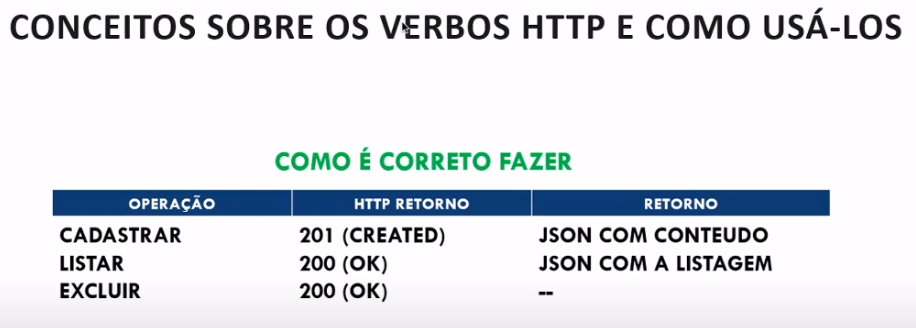 CONCEITOS SOBRE OS VERBOS HTTP E COMO USÁ-LOS
COMO É CORRETO FAZER
OPERAÇÃO HTTP RETORNO RETORNO
CADASTRAR 201 (CREATED) JSON COM CONTEUDO
LISTAR 200 (OK) JSON COM A LISTAGEM
EXCLUIR 200 (OK) --